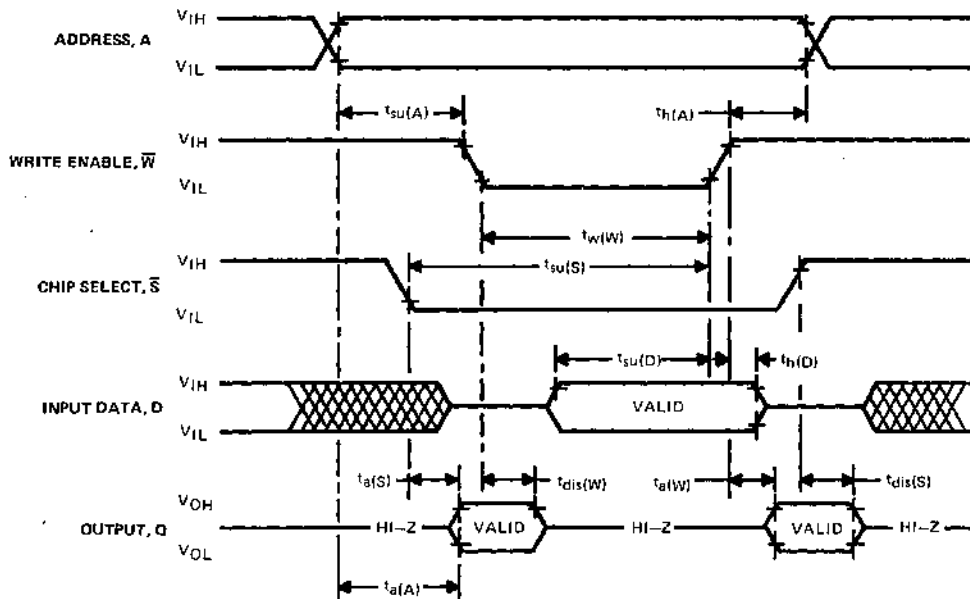 VIH
ADDRESS, A
VIL
tsu(A)
th(A)
VIH
WRITE ENABLE, W̅
VIL
tw(W)
VIH
tsu(S)
CHIP SELECT, S̅
VIL
tsu(D)
th(D)
VIH
INPUT DATA, D
VALID
VIL
ta(S)
tdis(W)
ta(W)
tdis(S)
VOH
OUTPUT, Q
HI–Z
VALID
HI–Z
VALID
HI–Z
VOL
ta(A)